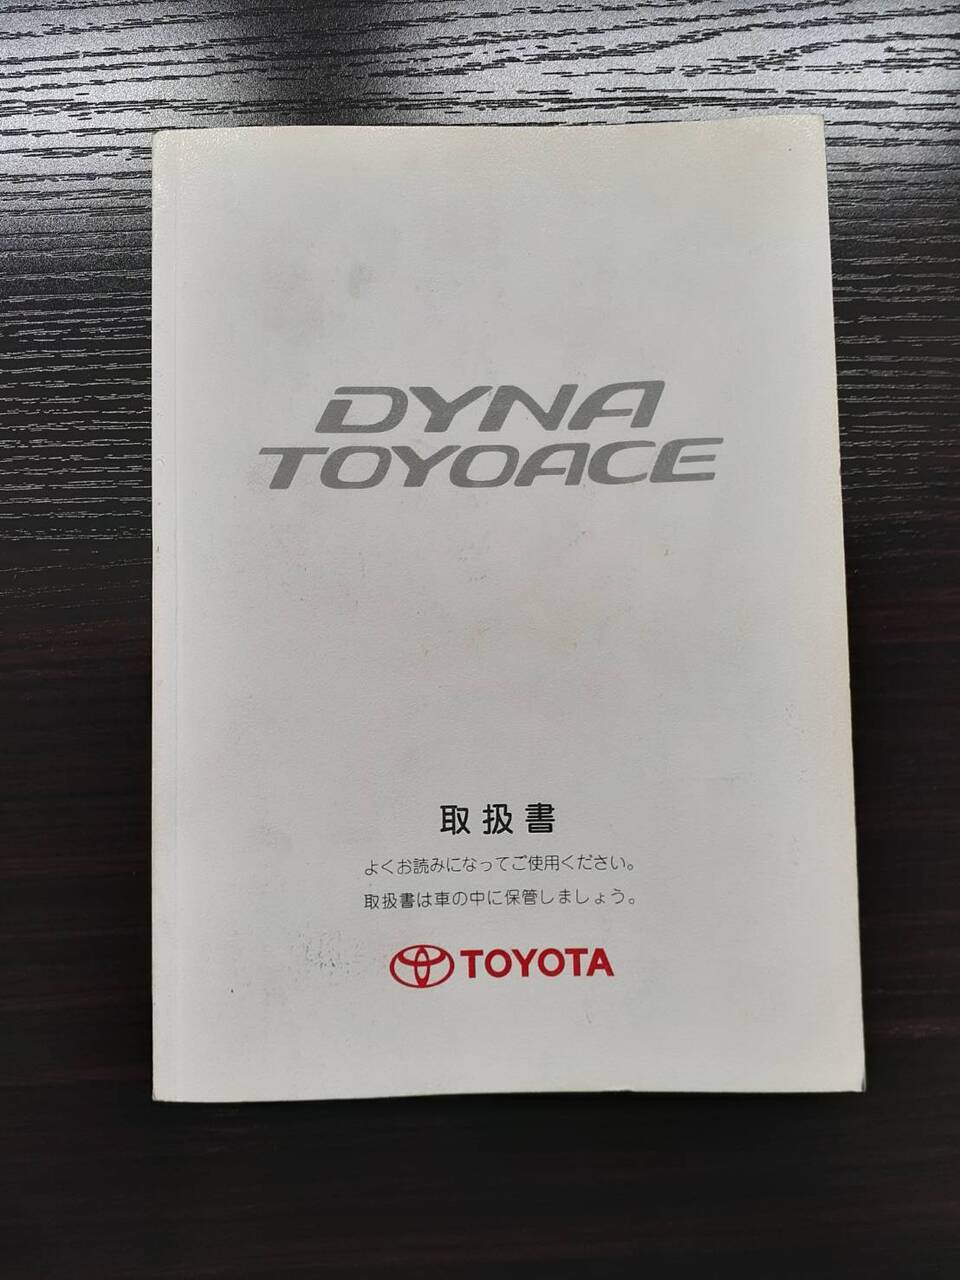 DYNA
TOYOACE
取扱書
よくお読みになってご使用ください。
取扱書は車の中に保管しましょう。
TOYOTA